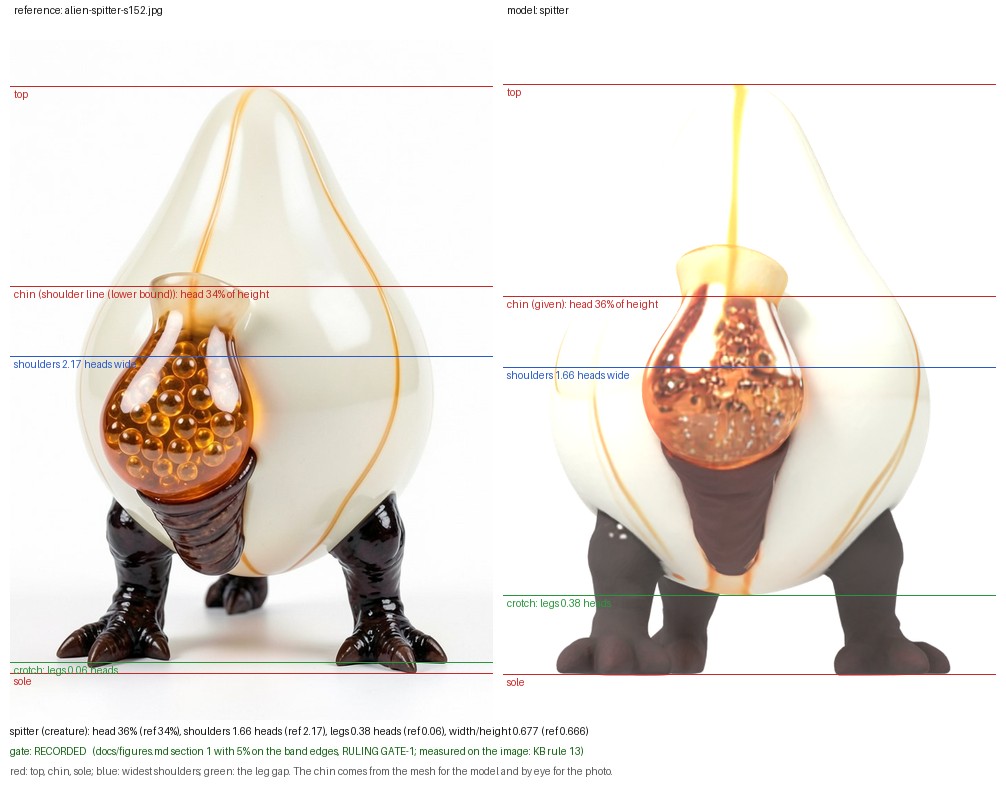 reference: alien-spitter-s152.jpg
model: spitter
top
top
chin (shoulder line (lower bound)): head 34% of height
chin (given): head 36% of height
shoulders 2.17 heads wide
shoulders 1.66 heads wide
crotch: legs 0.38 heads
crotch: legs 0.06 heads
sole
sole
spitter (creature): head 36% (ref 34%), shoulders 1.66 heads (ref 2.17), legs 0.38 heads (ref 0.06), width/height 0.677 (ref 0.666)
gate: RECORDED (docs/figures.md section 1 with 5% on the band edges, RULING GATE-1; measured on the image: KB rule 13)
red: top, chin, sole; blue: widest shoulders; green: the leg gap. The chin comes from the mesh for the model and by eye for the photo.